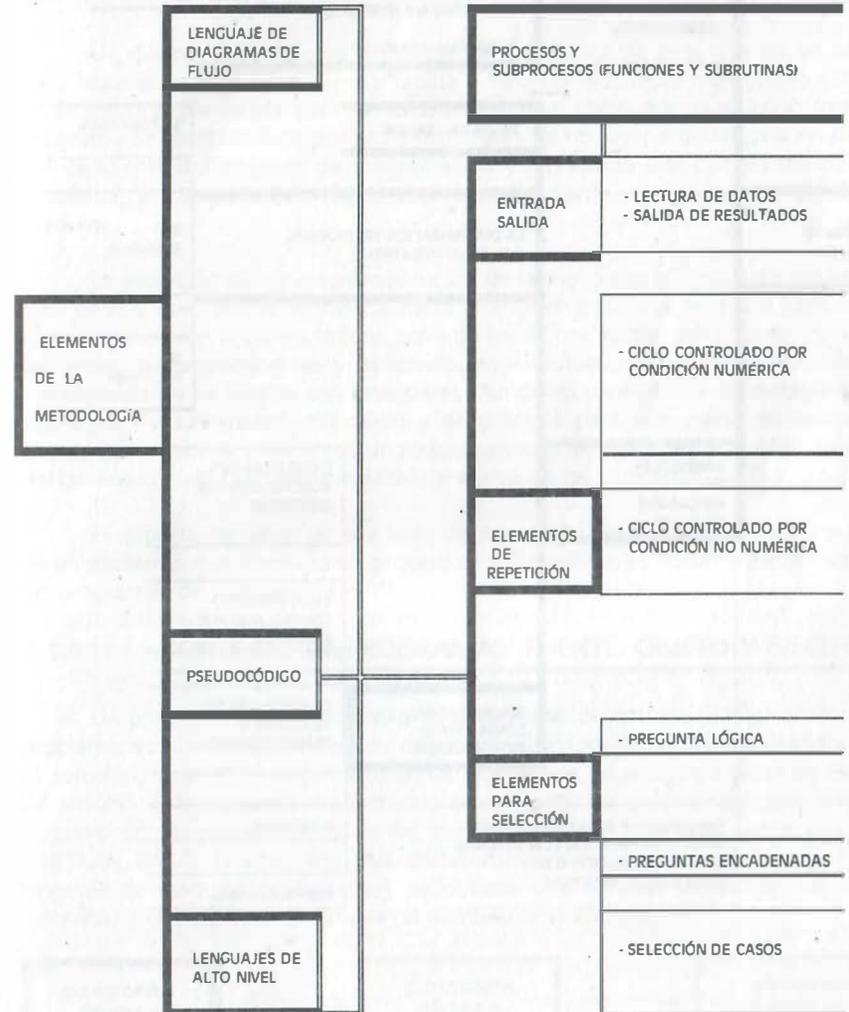 LENGUAJE DE
DIAGRAMAS DE
FLUJO
PROCESOS Y
SUBPROCESOS (FUNCIONES Y SUBRUTINAS)
ENTRADA
SALIDA
- LECTURA DE DATOS
- SALIDA DE RESULTADOS
ELEMENTOS
DE LA
METODOLOGÍA
- CICLO CONTROLADO POR
CONDICIÓN NUMÉRICA
ELEMENTOS
DE
REPETICIÓN
- CICLO CONTROLADO POR
CONDICIÓN NO NUMÉRICA
PSEUDOCÓDIGO
- PREGUNTA LÓGICA
ELEMENTOS
PARA
SELECCIÓN
- PREGUNTAS ENCADENADAS
LENGUAJES DE
ALTO NIVEL
- SELECCIÓN DE CASOS